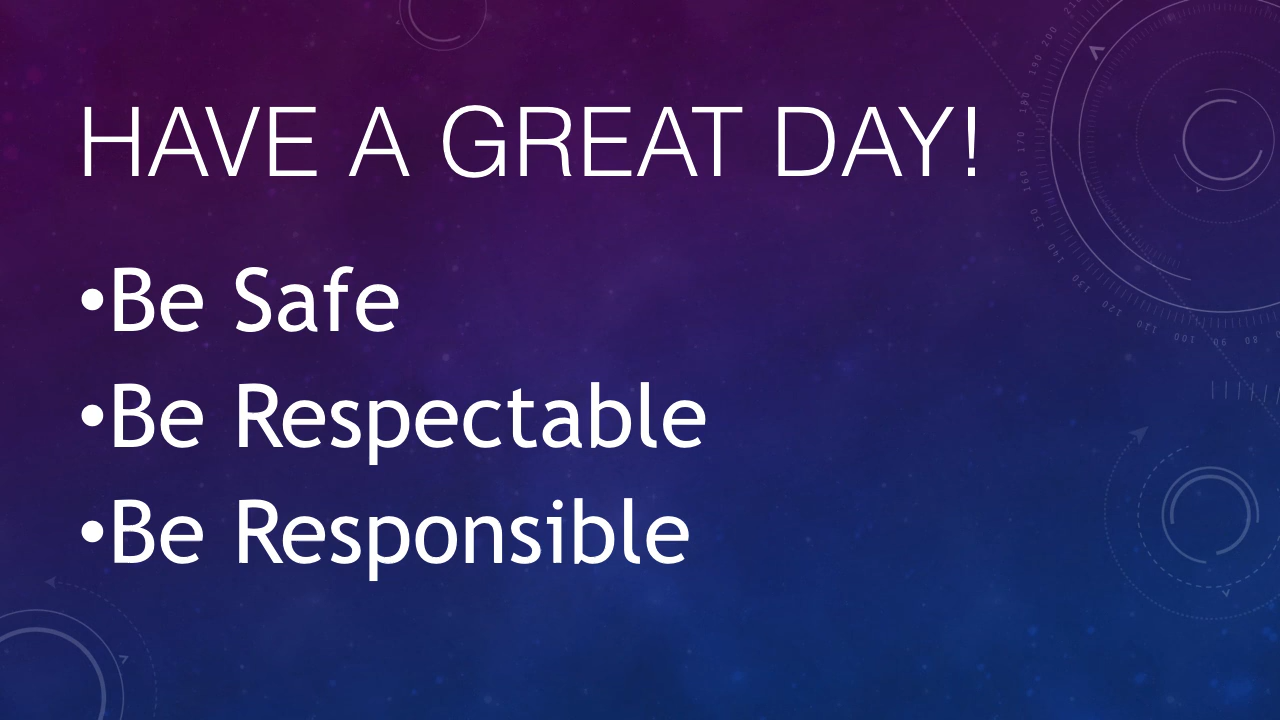 HAVE A GREAT DAY!
•Be Safe
•Be Respectable
•Be Responsible